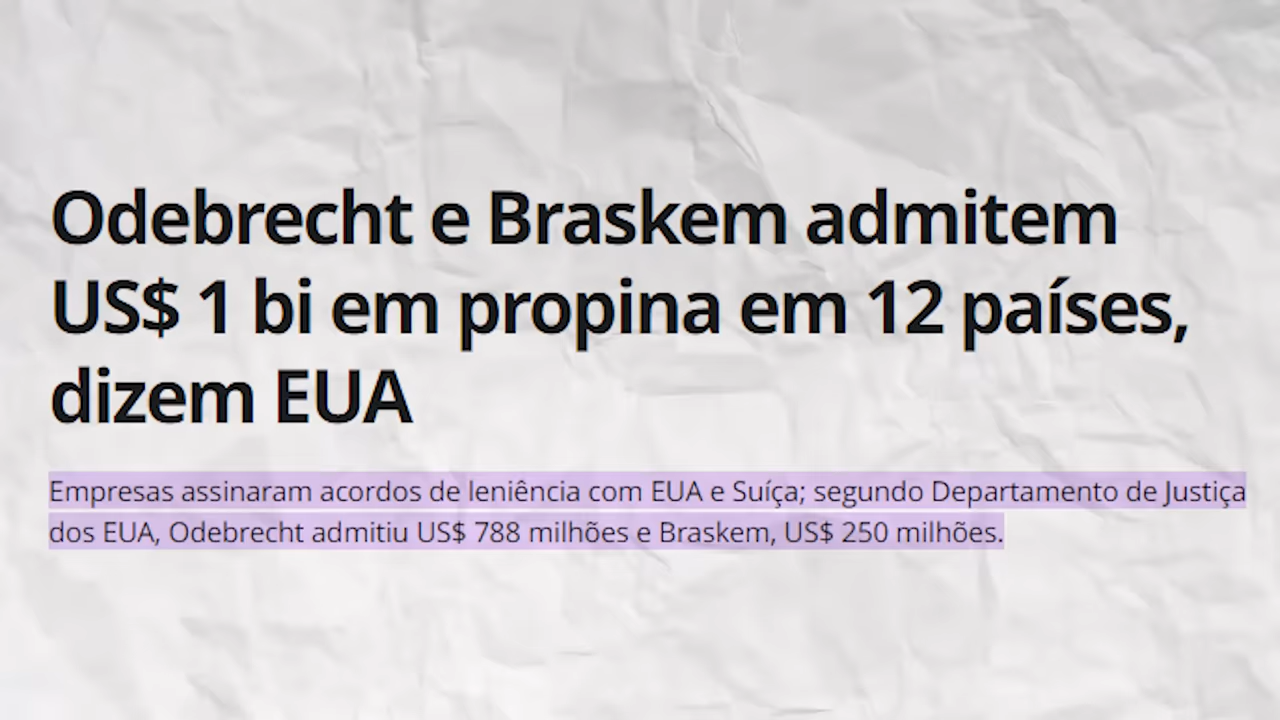 Odebrecht e Braskem admitem
US$ 1 bi em propina em 12 países,
dizem EUA
Empresas assinaram acordos de leniência com EUA e Suíça; segundo Departamento de Justiça
dos EUA, Odebrecht admitiu US$ 788 milhões e Braskem, US$ 250 milhões.